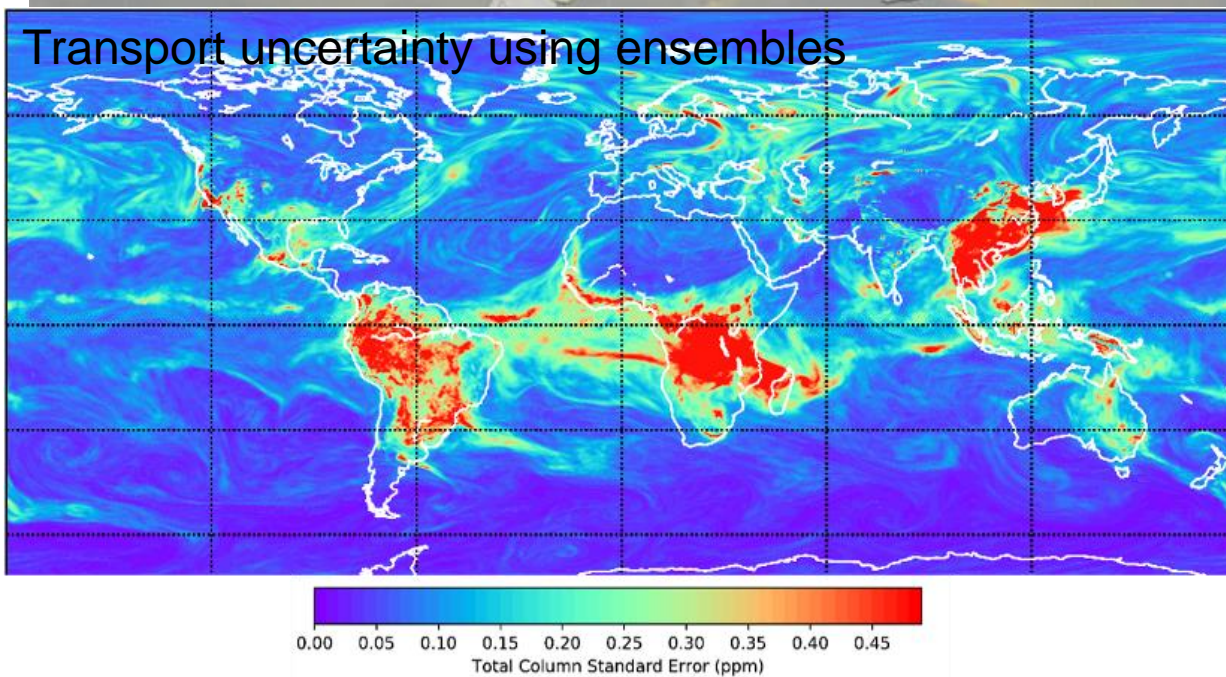 Transport uncertainty using ensembles
0.00 0.05 0.10 0.15 0.20 0.25 0.30 0.35 0.40 0.45
Total Column Standard Error (ppm)